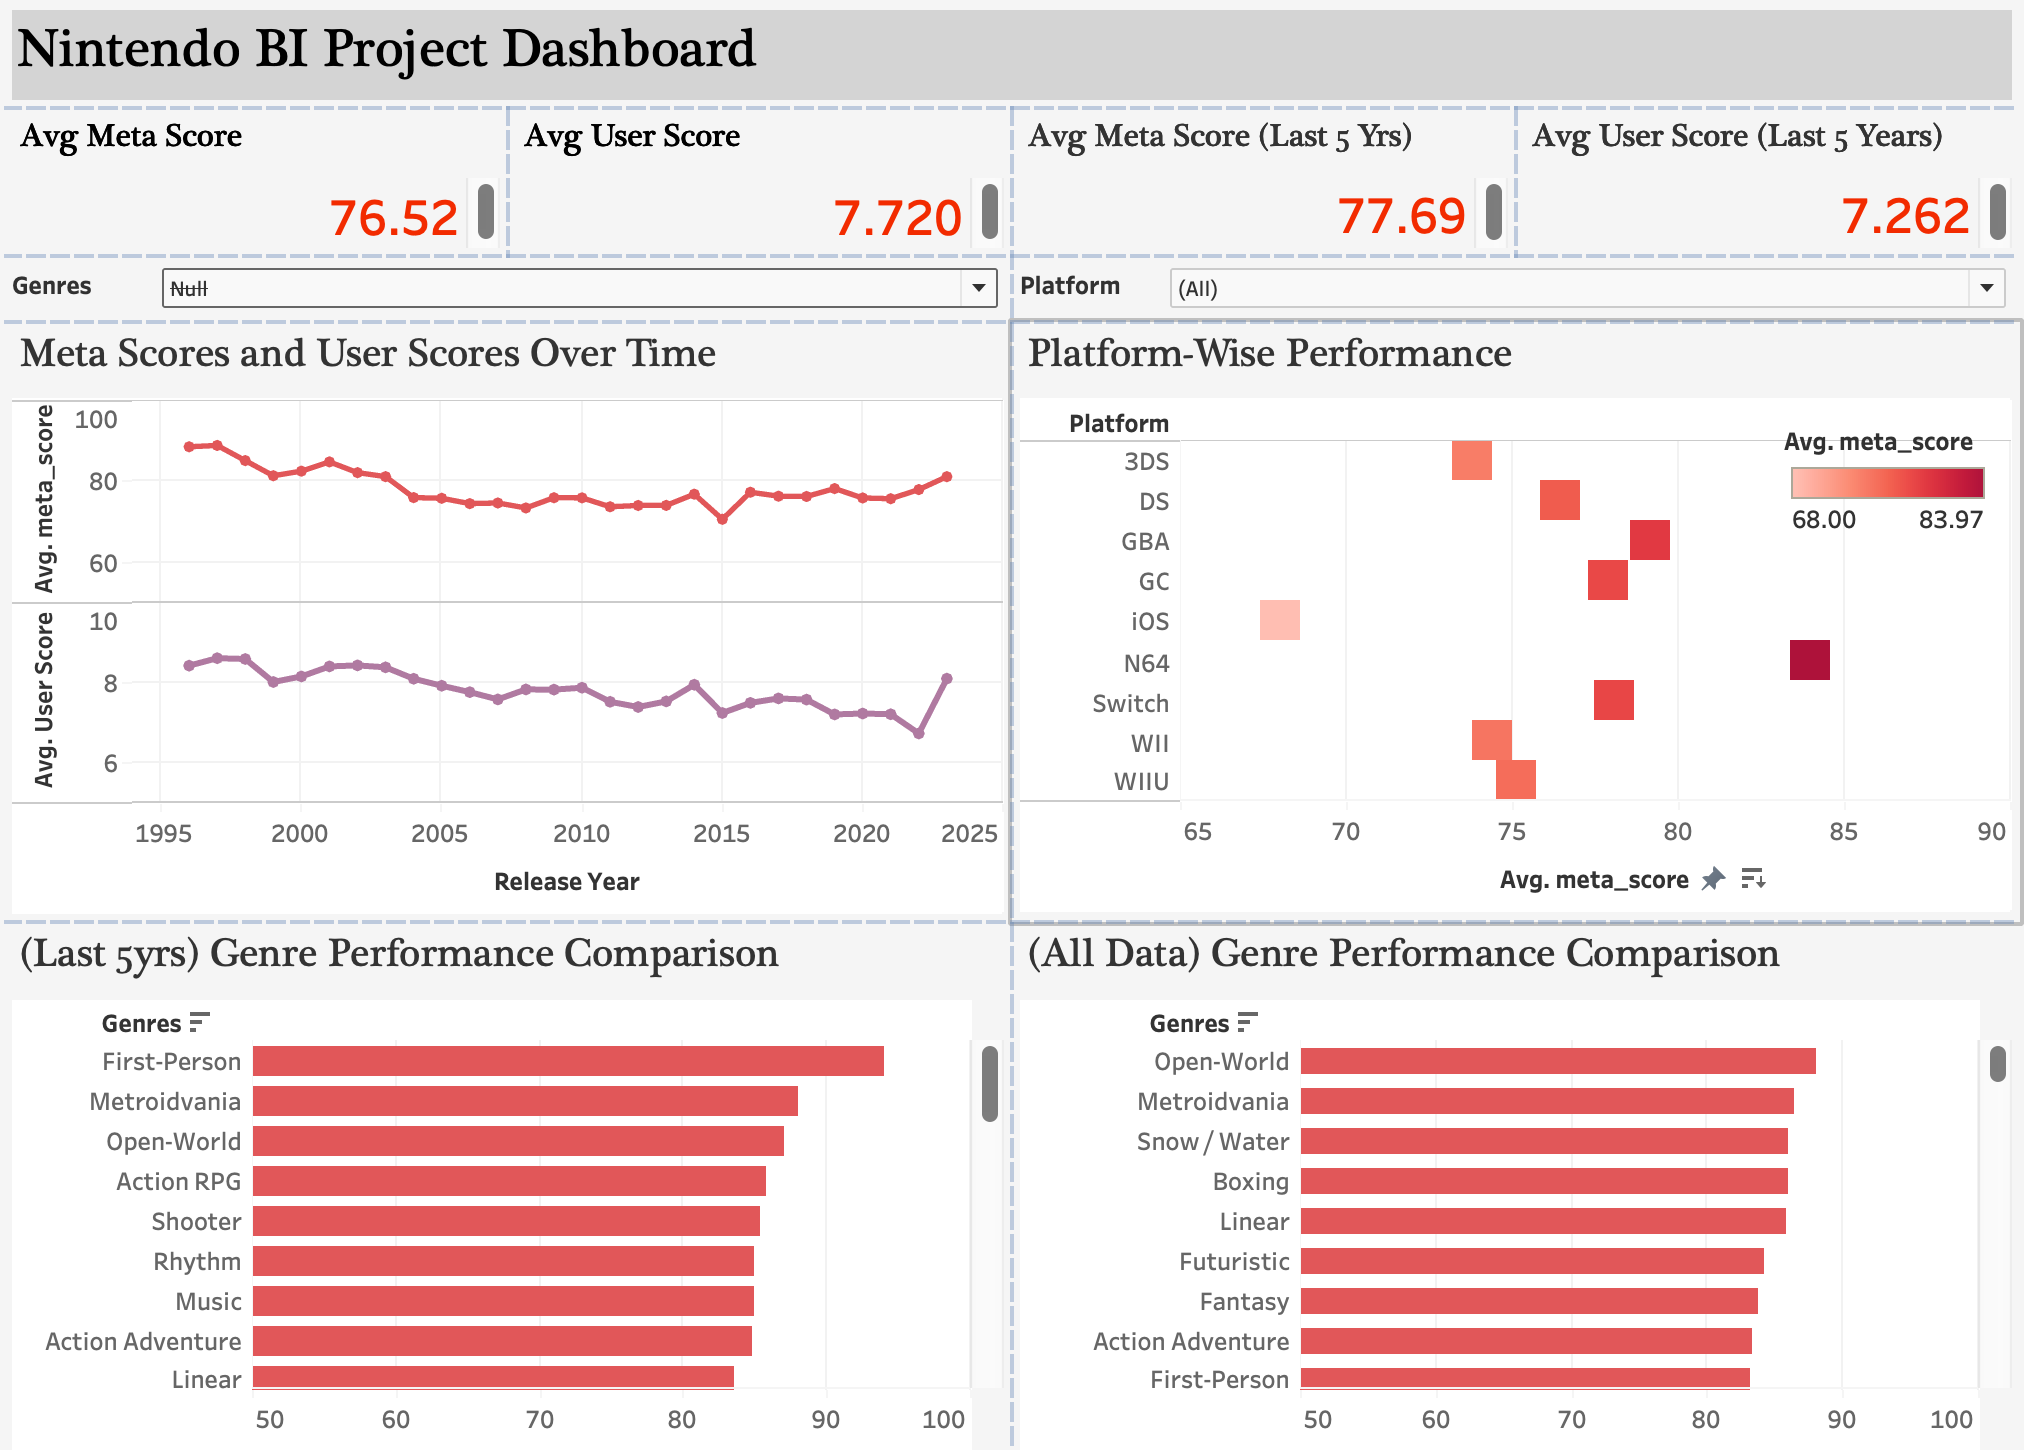 Nintendo BI Project Dashboard
Avg Meta Score
76.52
Avg User Score
7.720
Avg Meta Score (Last 5 Yrs)
77.69
Avg User Score (Last 5 Years)
7.262
Genres
Null
Platform
(All)
Meta Scores and User Scores Over Time
Avg. meta_score
100
80
60
Avg. User Score
10
8
6
1995 2000 2005 2010 2015 2020 2025
Release Year
Platform-Wise Performance
Platform
3DS
DS
GBA
GC
iOS
N64
Switch
WII
WIIU
Avg. meta_score
68.00 83.97
65 70 75 80 85 90
Avg. meta_score
(Last 5yrs) Genre Performance Comparison
Genres
First-Person
Metroidvania
Open-World
Action RPG
Shooter
Rhythm
Music
Action Adventure
Linear
50 60 70 80 90 100
(All Data) Genre Performance Comparison
Genres
Open-World
Metroidvania
Snow / Water
Boxing
Linear
Futuristic
Fantasy
Action Adventure
First-Person
50 60 70 80 90 100